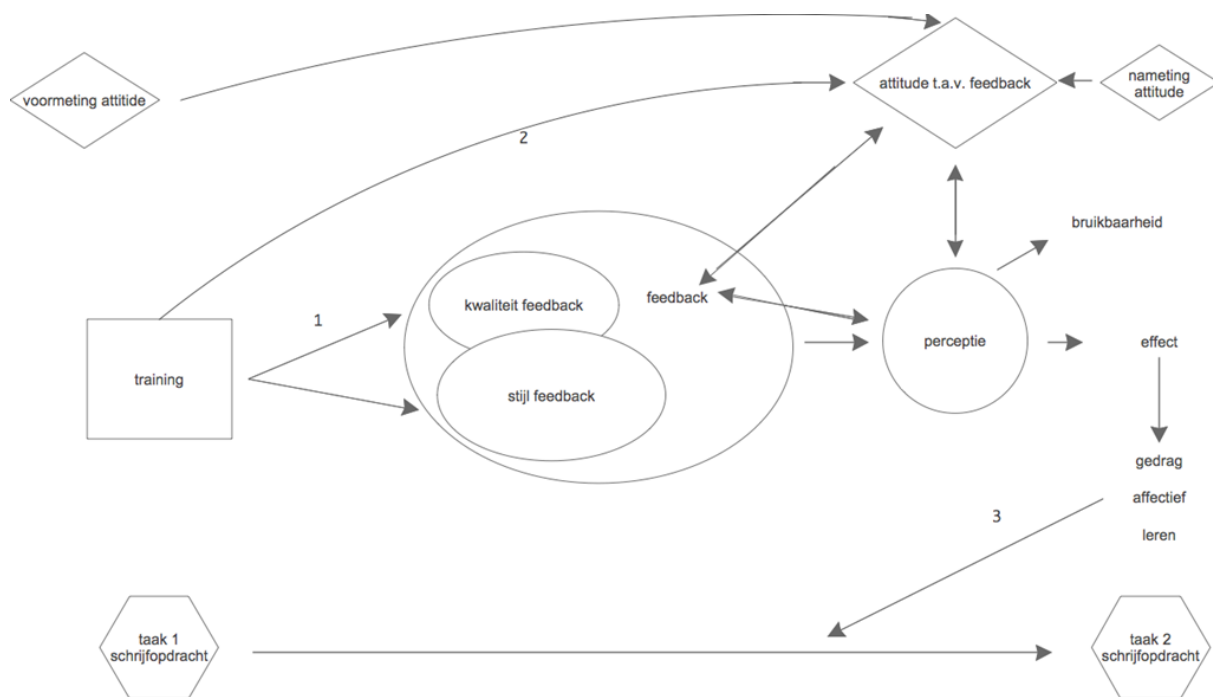 voormeting attitide
attitude t.a.v. feedback
nameting
attitude
2
bruikbaarheid
kwaliteit feedback
feedback
1
training
perceptie
effect
stijl feedback
gedrag
affectief
leren
3
taak 1
schrijfopdracht
taak 2
schrijfopdracht